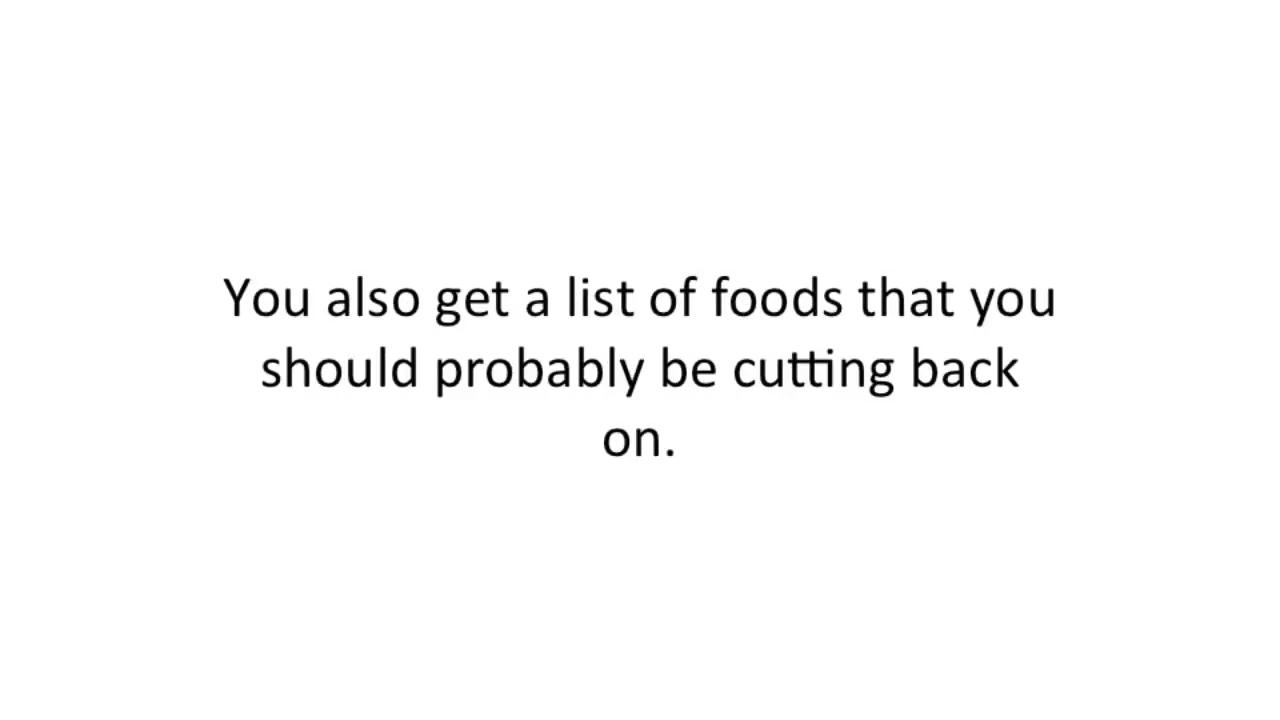 You also get a list of foods that you
should probably be cutting back
on.